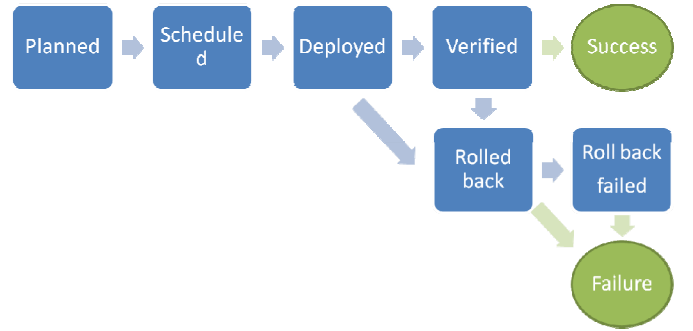 Planned
Schedule
d
Deployed
Verified
Success
Rolled
back
Roll back
failed
Failure